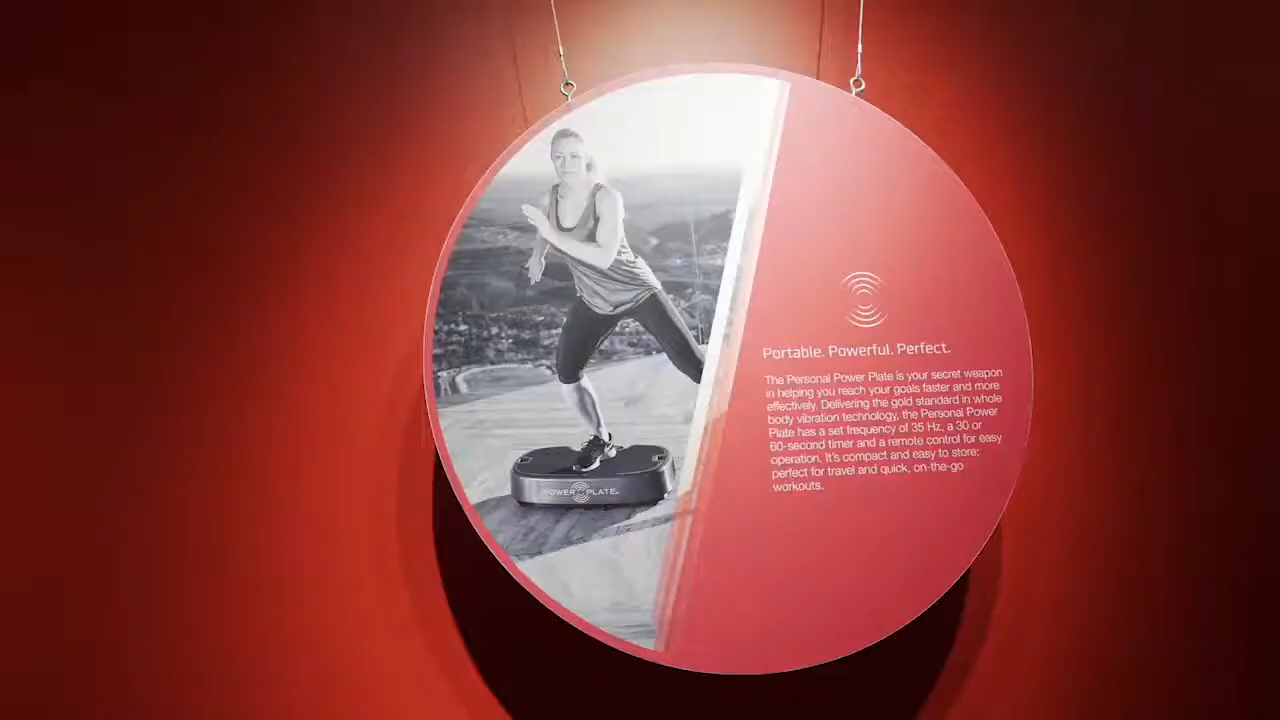 Portable. Powerful. Perfect.
The Personal Power Plate is your secret weapon
in helping you reach your goals faster and more
effectively. Delivering the gold standard in whole
body vibration technology, the Personal Power
Plate has a set frequency of 35 Hz, a 30 or
60-second timer and a remote control for easy
operation. It's compact and easy to store;
perfect for travel and quick, on-the-go
workouts.
POWER PLATE